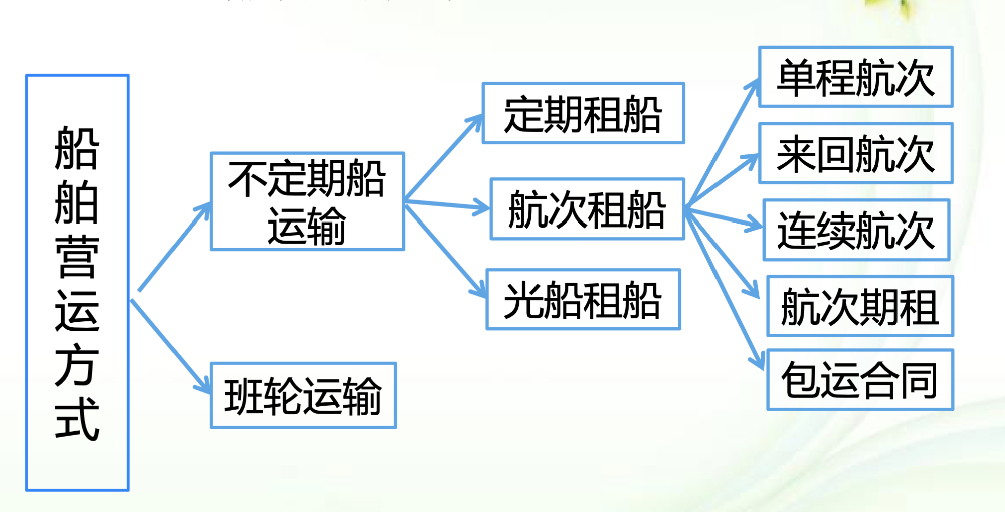 船舶营运方式
不定期船
运输
班轮运输
定期租船
航次租船
光船租船
单程航次
来回航次
连续航次
航次期租
包运合同